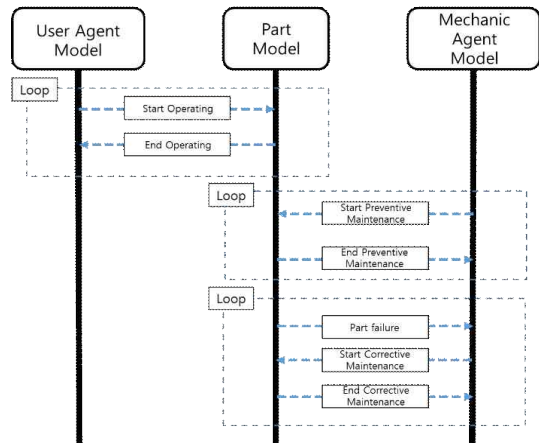 User Agent
Model
Part
Model
Mechanic
Agent
Model
Loop
Start Operating
End Operating
Loop
Start Preventive
Maintenance
End Preventive
Maintenance
Loop
Part failure
Start Corrective
Maintenance
End Corrective
Maintenance